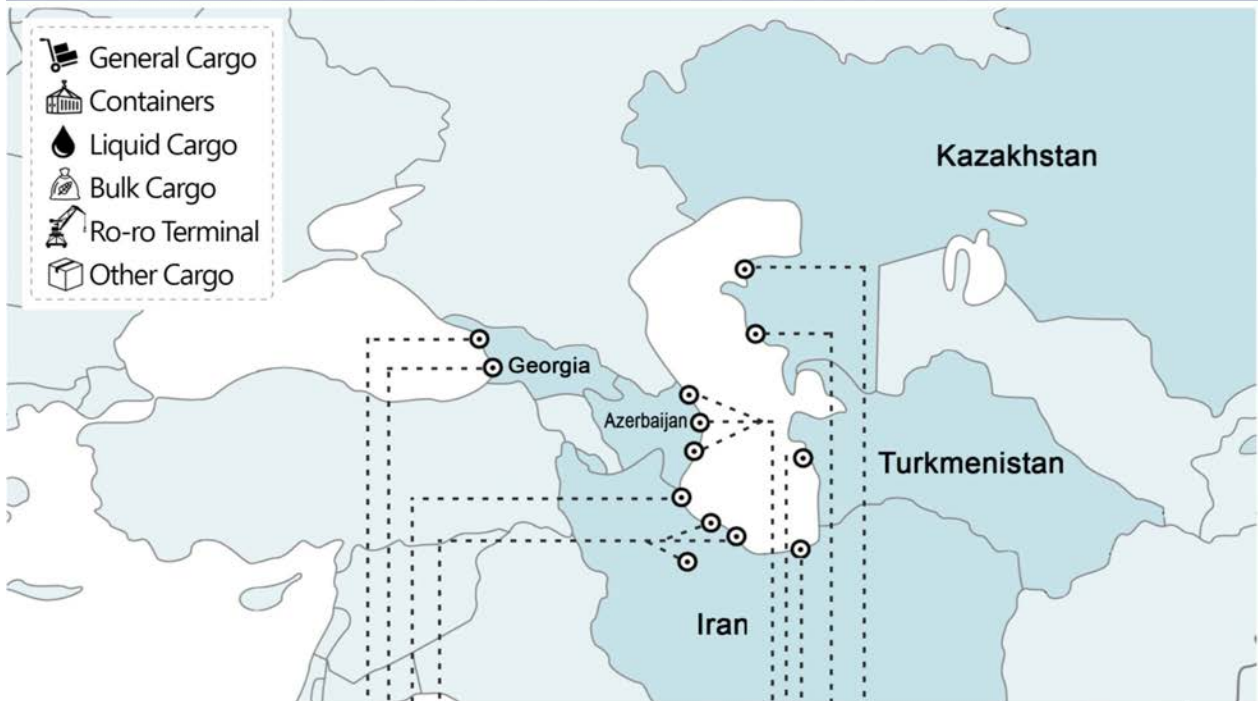 General Cargo
Containers
Liquid Cargo
Bulk Cargo
Ro-ro Terminal
Other Cargo
Kazakhstan
Georgia
Azerbaijan
Turkmenistan
Iran